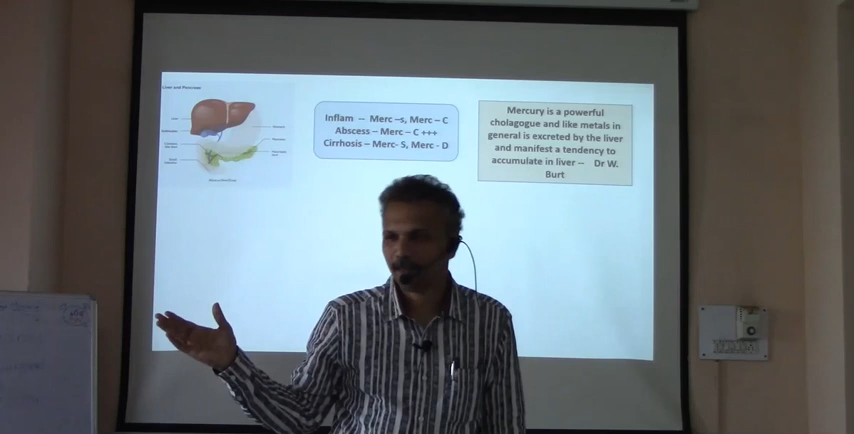 Liver and Pancreas
Inflam – Merc –s, Merc – C
Abscess – Merc – C +++
Cirrhosis – Merc- S, Merc - D
Mercury is a powerful
cholagogue and like metals in
general is excreted by the liver
and manifest a tendency to
accumulate in liver – Dr W.
Burt